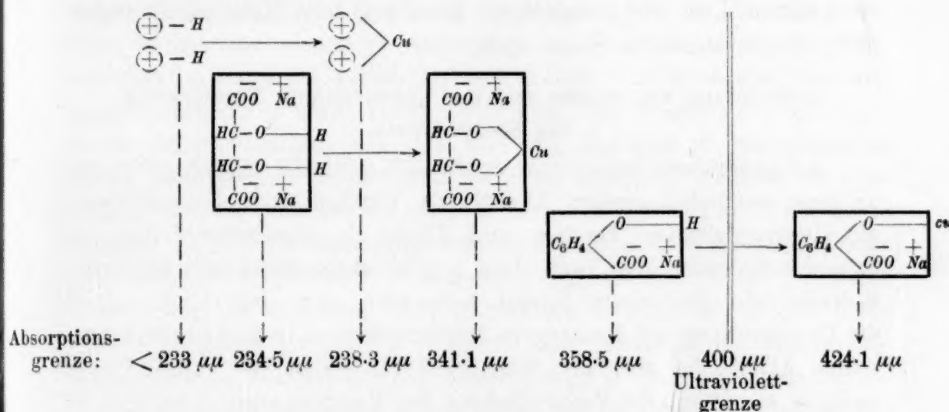 ⊕ — H ⊕ Cu
⊕ — H ⊕
COO⁻ Na⁺ COO⁻ Na⁺
HC—O H HC—O Cu
HC—O H HC—O
COO⁻ Na⁺ COO⁻ Na⁺
O H O cu
C₆H₄ C₆H₄
COO⁻ Na⁺ COO⁻ Na⁺
Absorptions-
grenze: < 233 μμ 234·5 μμ 238·3 μμ 341·1 μμ 358·5 μμ 400 μμ 424·1 μμ
Ultraviolett-
grenze